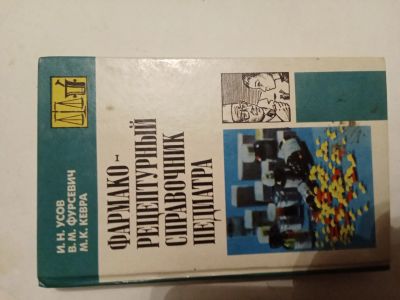 И. Н. УСОВ
В. М. ФУРСЕВИЧ
М. К. КЕВРА
ФАРМАКО-
РЕЦЕПТУРНЫЙ
СПРАВОЧНИК
ПЕДИАТРА